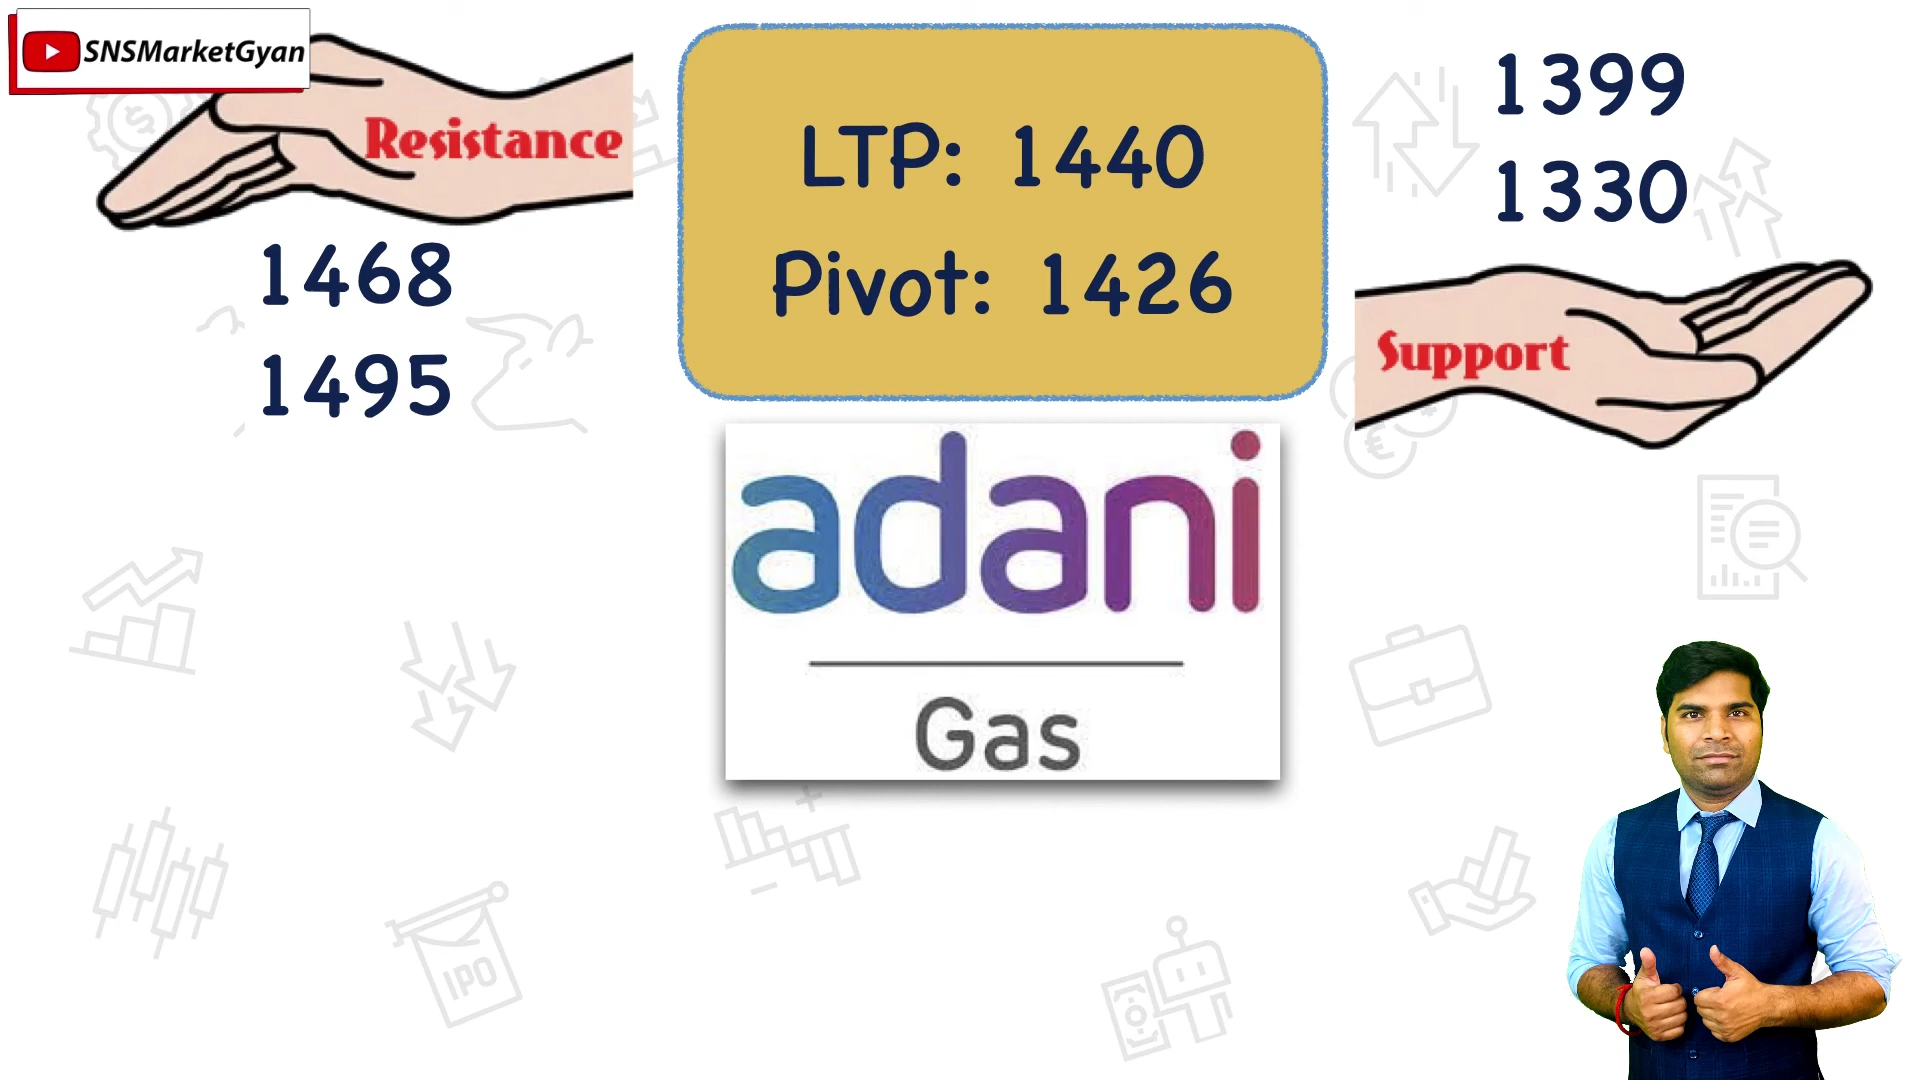 SNSMarketGyan
Resistance
1468
1495
LTP: 1440
Pivot: 1426
1399
1330
Support
adani
Gas
IPO